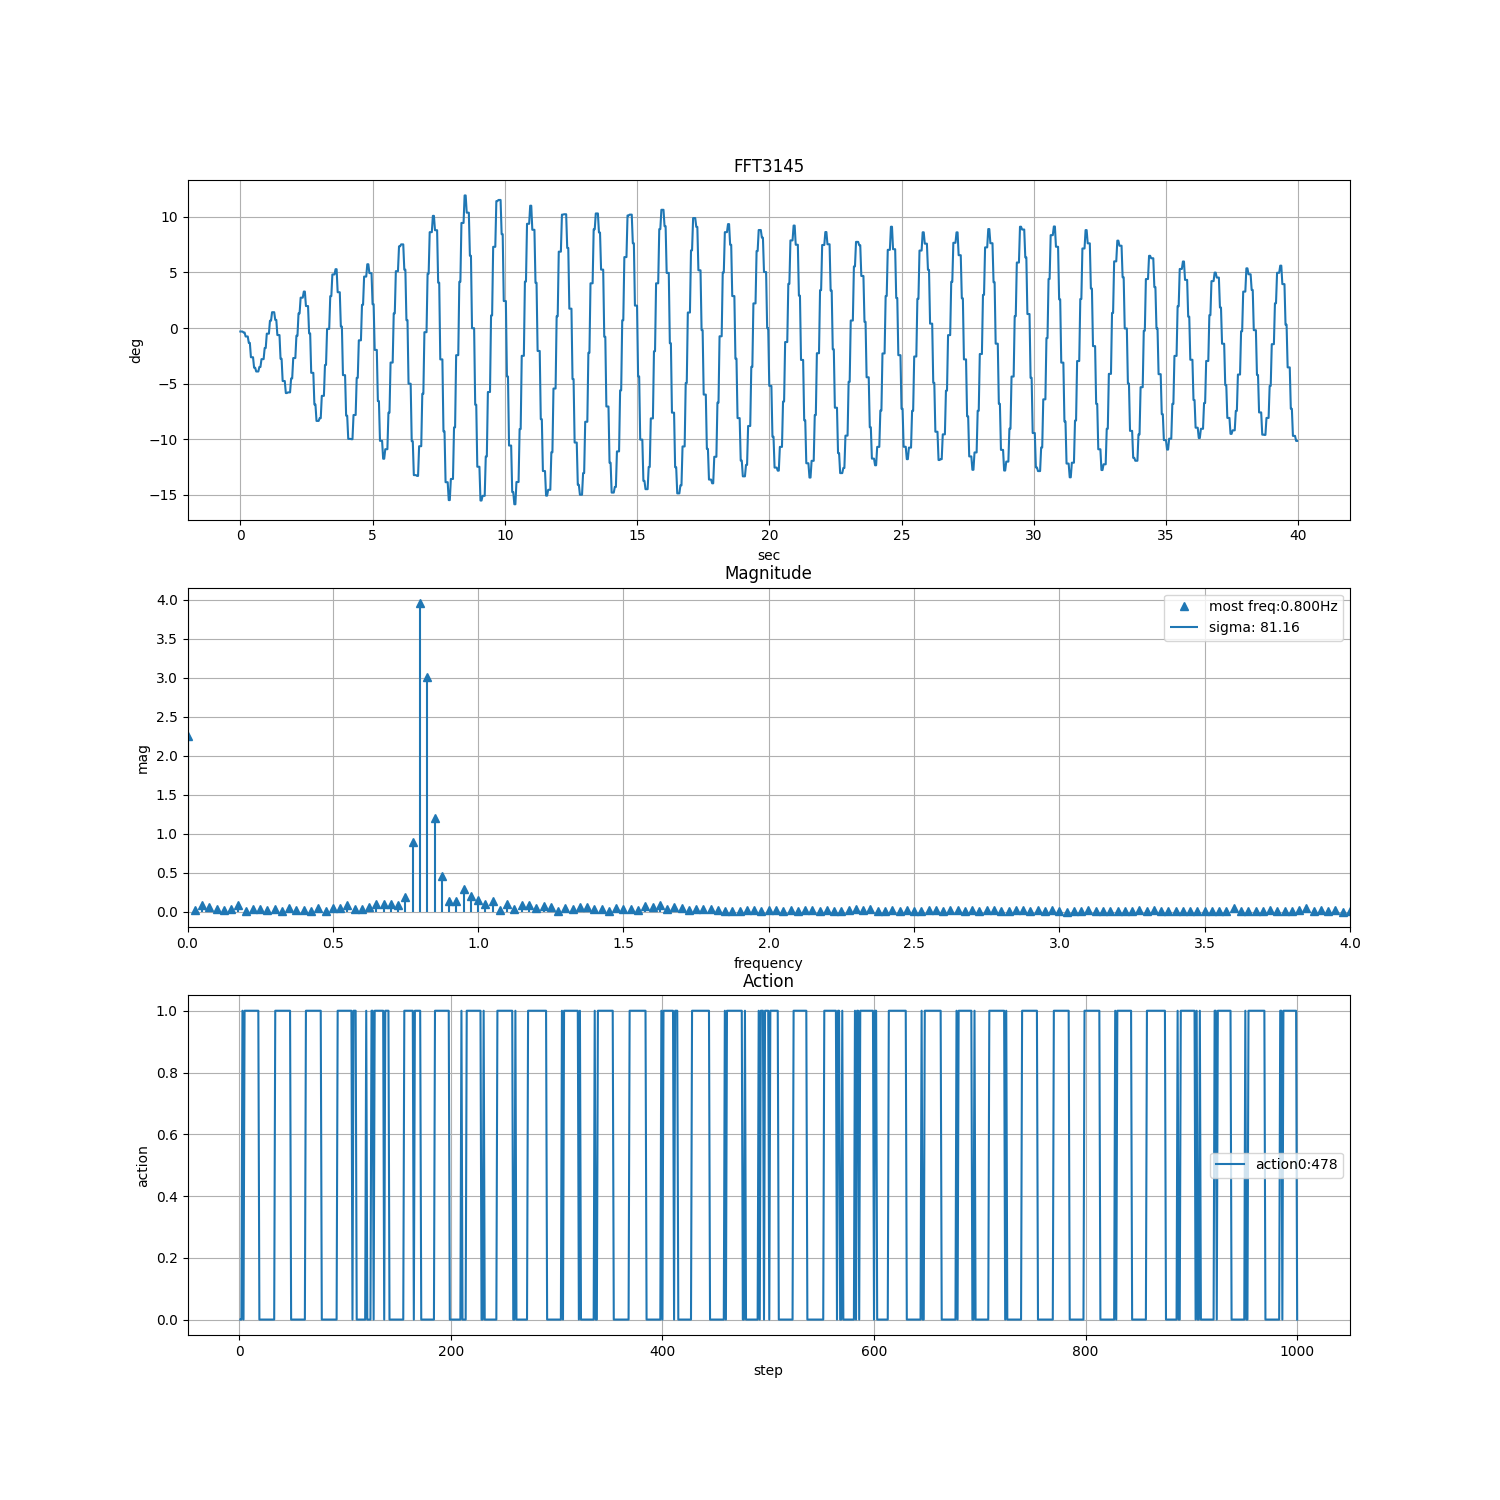 FFT3145
10
5
0
−5
−10
−15
deg
0 5 10 15 20 25 30 35 40
sec
Magnitude
most freq:0.800Hz
sigma: 81.16
4.0
3.5
3.0
2.5
2.0
1.5
1.0
0.5
0.0
mag
0.0 0.5 1.0 1.5 2.0 2.5 3.0 3.5 4.0
frequency
Action
1.0
0.8
0.6
0.4
0.2
0.0
action
action0:478
0 200 400 600 800 1000
step